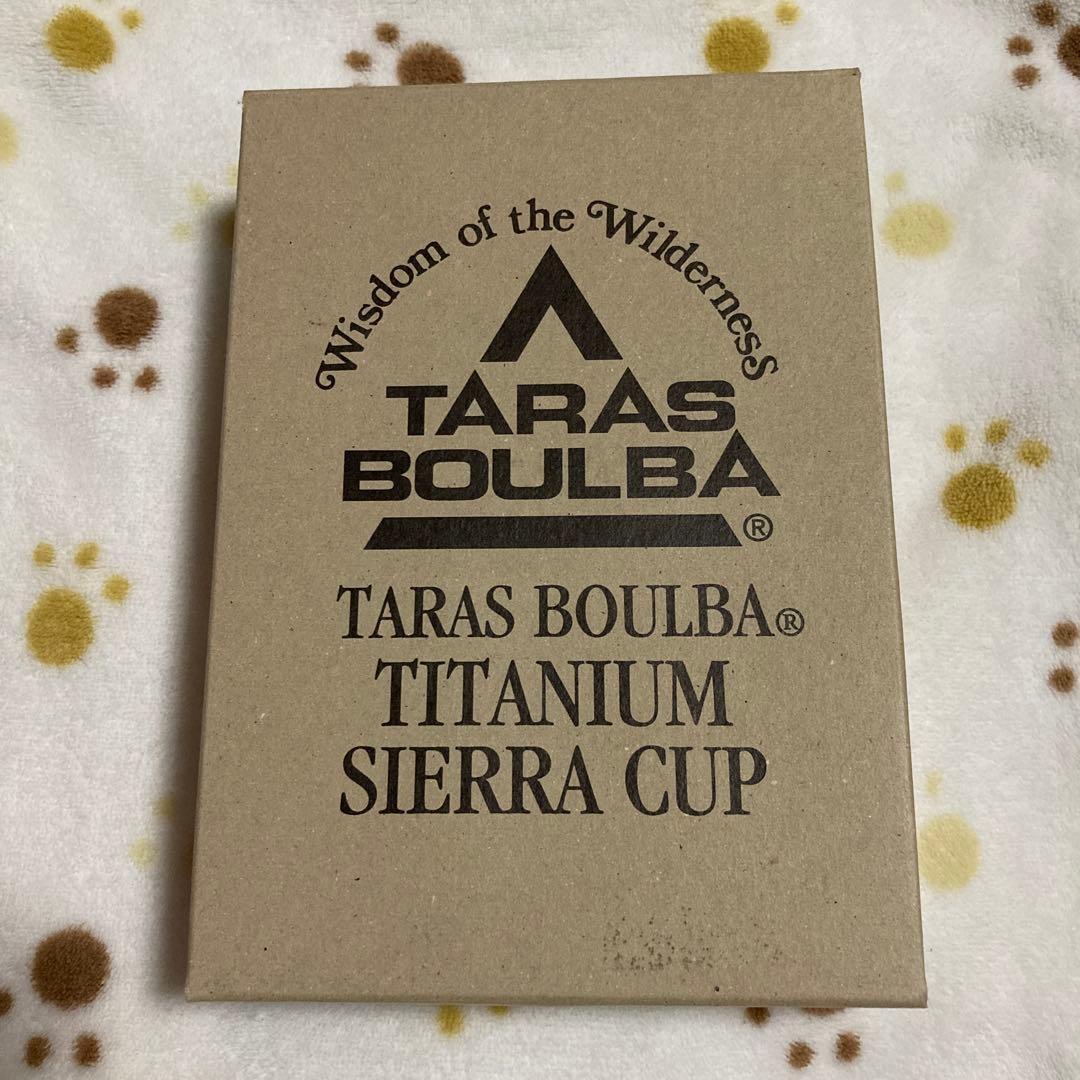 Wisdom of the Wilderness
TARAS
BOULBA
®
TARAS BOULBA®
TITANIUM
SIERRA CUP